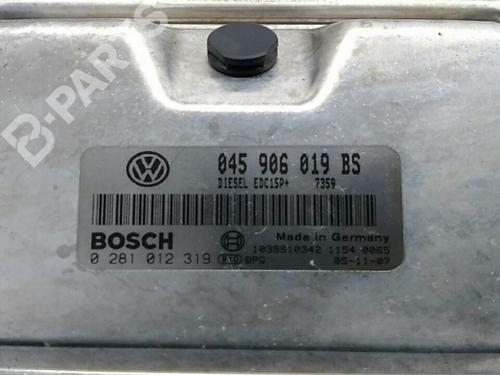 B-PARTS
045 906 019 BS
DIESEL EDC15P+ 7359
BOSCH
Made in Germany
0 281 012 319
BPG
1039S10342 1154 0065
05-11-07